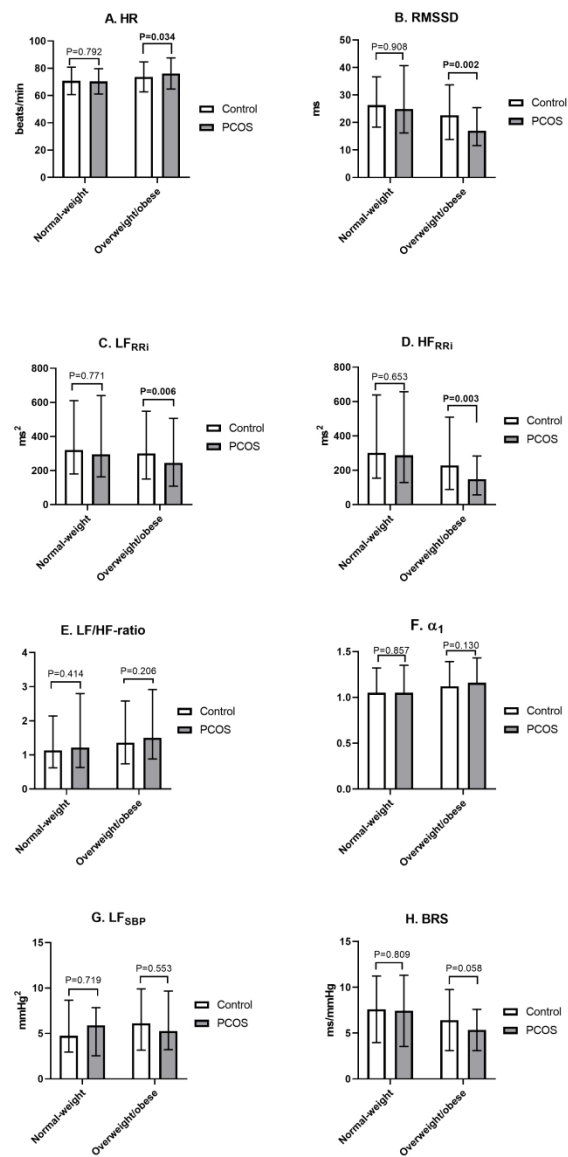 A. HR
P=0.792
P=0.034
beats/min
100
80
60
40
20
0
Normal-weight
Overweight/obese
Control
PCOS
B. RMSSD
P=0.908
P=0.002
ms
50
40
30
20
10
0
Normal-weight
Overweight/obese
Control
PCOS
C. LFRRi
P=0.771
P=0.006
ms²
800
600
400
200
0
Normal-weight
Overweight/obese
Control
PCOS
D. HFRRi
P=0.653
P=0.003
ms²
800
600
400
200
0
Normal-weight
Overweight/obese
Control
PCOS
E. LF/HF-ratio
P=0.414
P=0.206
4
3
2
1
0
Normal-weight
Overweight/obese
Control
PCOS
F. α₁
P=0.857
P=0.130
1.5
1.0
0.5
0.0
Normal-weight
Overweight/obese
Control
PCOS
G. LFSBP
P=0.719
P=0.553
mmHg²
15
10
5
0
Normal-weight
Overweight/obese
Control
PCOS
H. BRS
P=0.809
P=0.058
ms/mmHg
15
10
5
0
Normal-weight
Overweight/obese
Control
PCOS